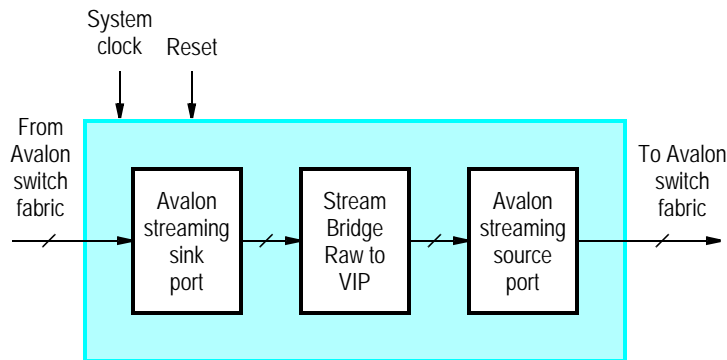 System
clock
Reset
From
Avalon
switch
fabric
Avalon
streaming
sink
port
Stream
Bridge
Raw to
VIP
Avalon
streaming
source
port
To Avalon
switch
fabric